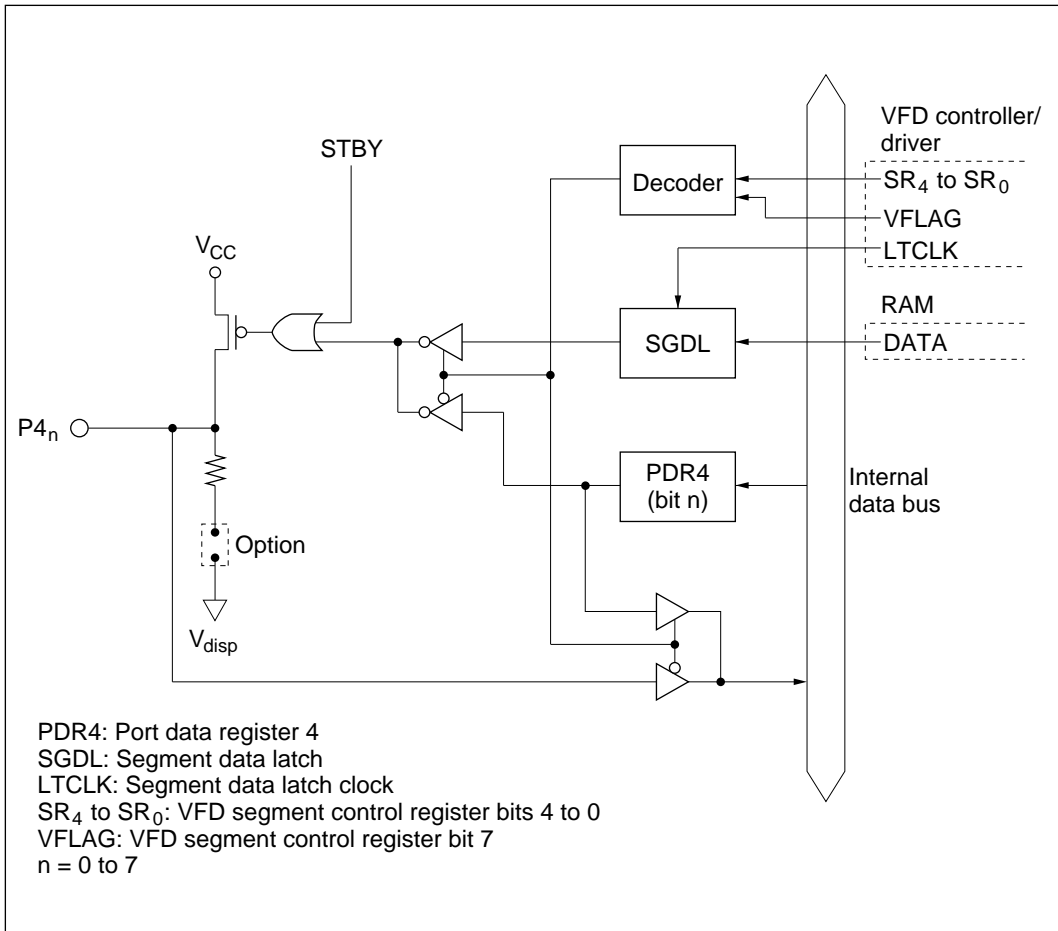 VFD controller/
driver
STBY
Decoder
SR4 to SR0
VFLAG
LTCLK
VCC
RAM
SGDL
DATA
P4n
PDR4
(bit n)
Internal
data bus
Option
Vdisp
PDR4: Port data register 4
SGDL: Segment data latch
LTCLK: Segment data latch clock
SR4 to SR0: VFD segment control register bits 4 to 0
VFLAG: VFD segment control register bit 7
n = 0 to 7